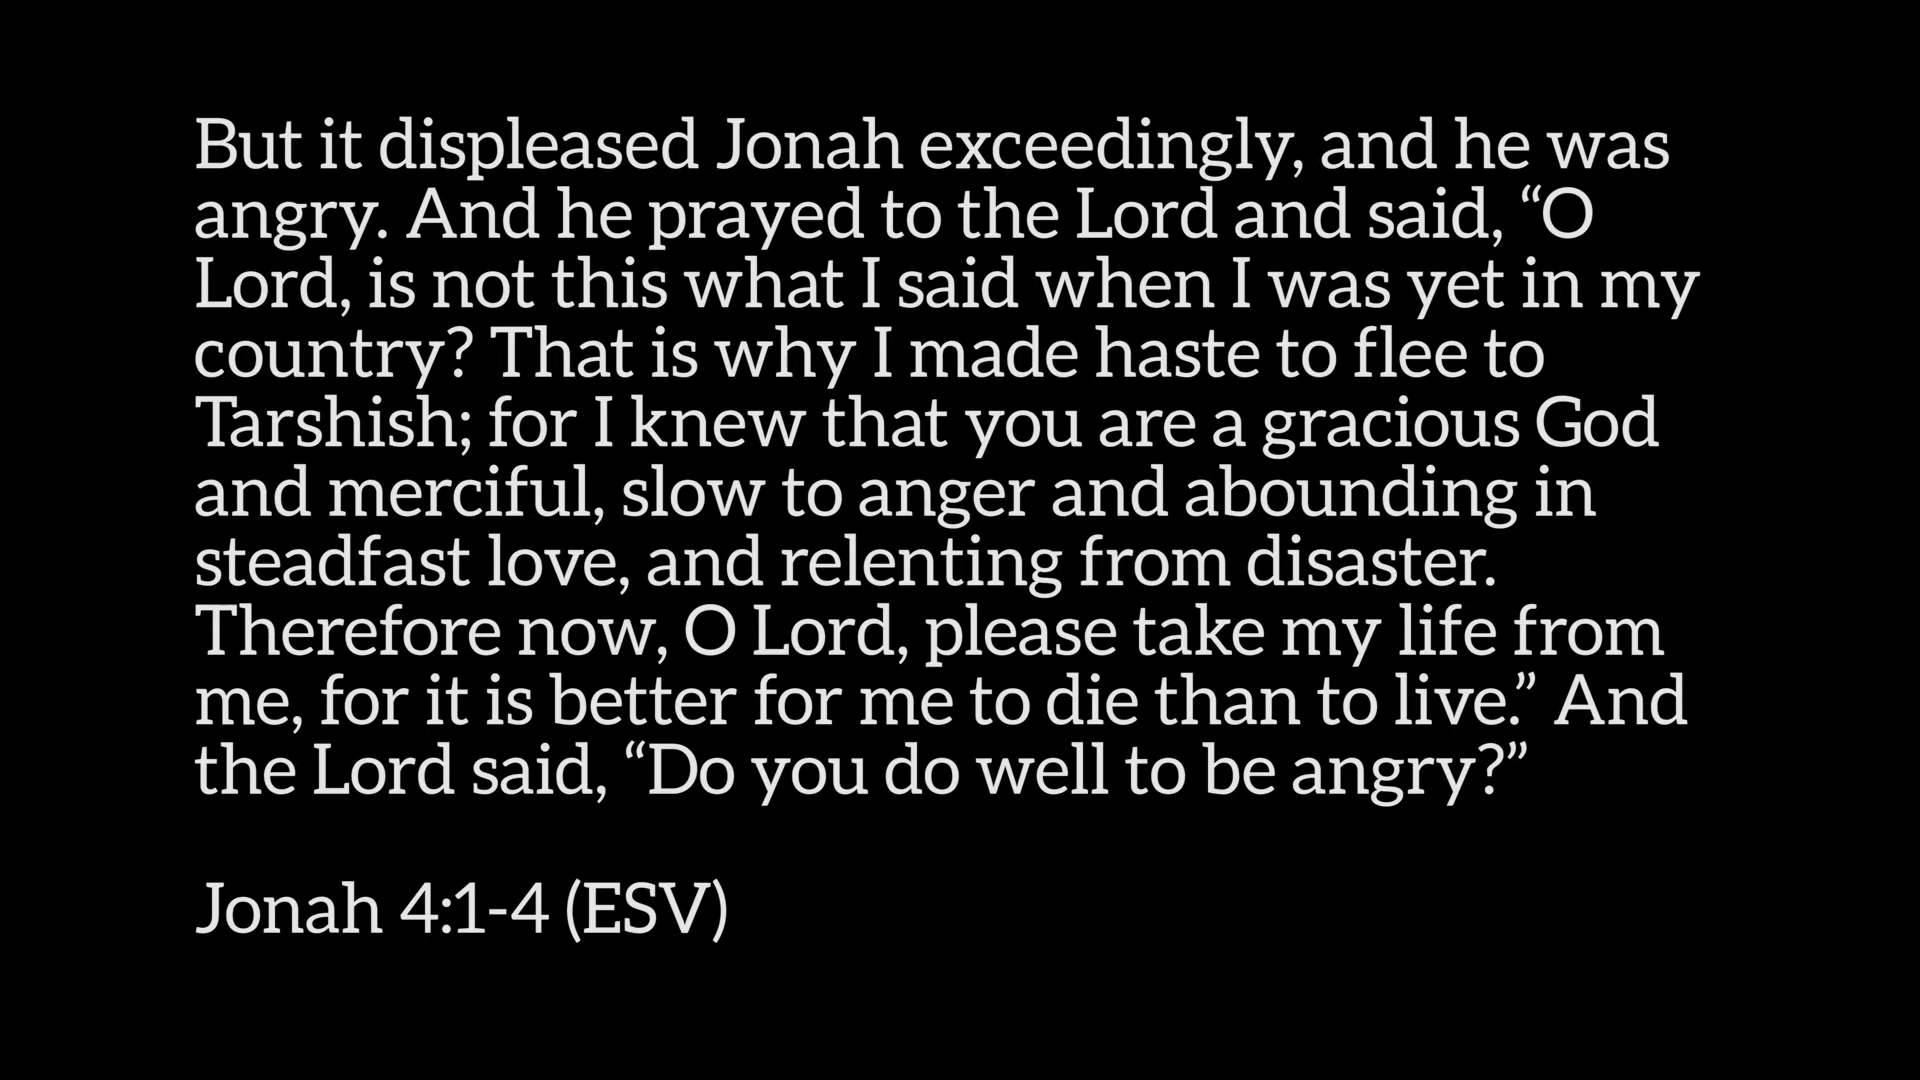 But it displeased Jonah exceedingly, and he was
angry. And he prayed to the Lord and said, “O
Lord, is not this what I said when I was yet in my
country? That is why I made haste to flee to
Tarshish; for I knew that you are a gracious God
and merciful, slow to anger and abounding in
steadfast love, and relenting from disaster.
Therefore now, O Lord, please take my life from
me, for it is better for me to die than to live.” And
the Lord said, “Do you do well to be angry?”
Jonah 4:1-4 (ESV)